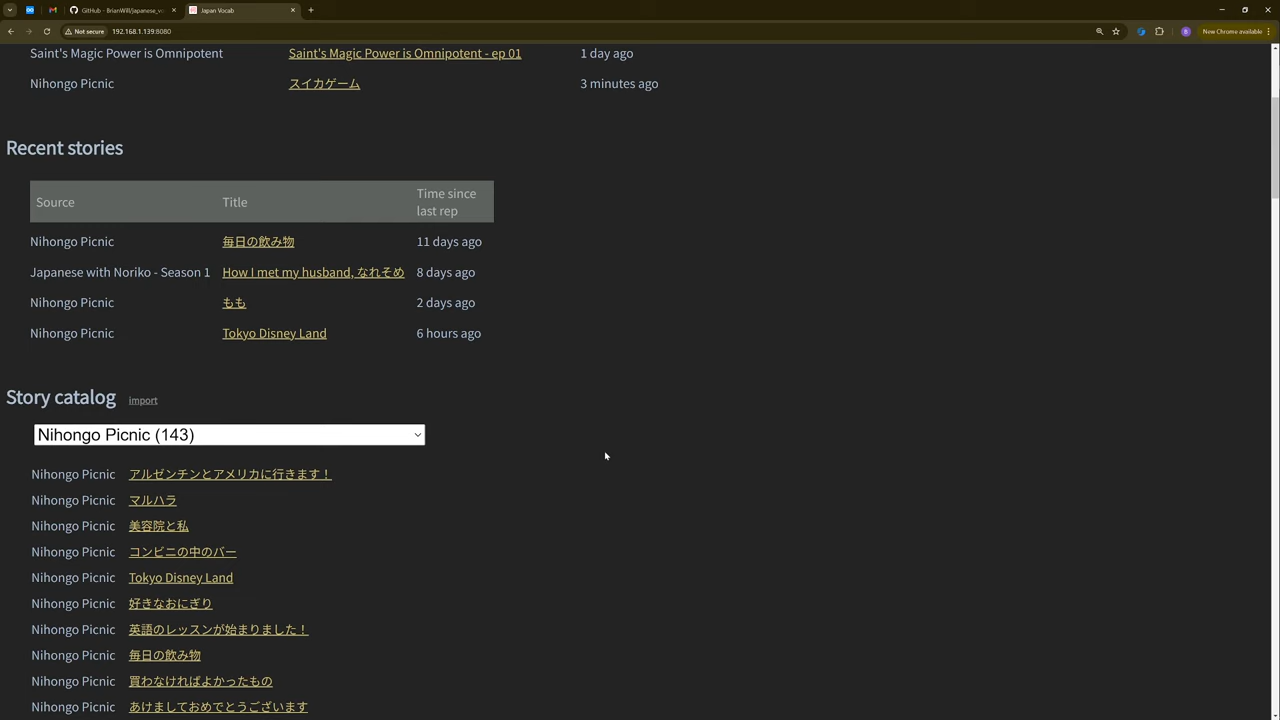 GitHub - BrianWill/japanese_vo
Japan Vocab
Not secure 192.168.1.139:8080
B
New Chrome available
Saint's Magic Power is Omnipotent Saint's Magic Power is Omnipotent - ep 01 1 day ago
Nihongo Picnic スイカゲーム 3 minutes ago
Recent stories
Source Title Time since last rep
Nihongo Picnic 毎日の飲み物 11 days ago
Japanese with Noriko - Season 1 How I met my husband, なれそめ 8 days ago
Nihongo Picnic もも 2 days ago
Nihongo Picnic Tokyo Disney Land 6 hours ago
Story catalog import
Nihongo Picnic (143)
Nihongo Picnic アルゼンチンとアメリカに行きます！
Nihongo Picnic マルハラ
Nihongo Picnic 美容院と私
Nihongo Picnic コンビニの中のバー
Nihongo Picnic Tokyo Disney Land
Nihongo Picnic 好きなおにぎり
Nihongo Picnic 英語のレッスンが始まりました！
Nihongo Picnic 毎日の飲み物
Nihongo Picnic 買わなければよかったもの
Nihongo Picnic あけましておめでとうございます